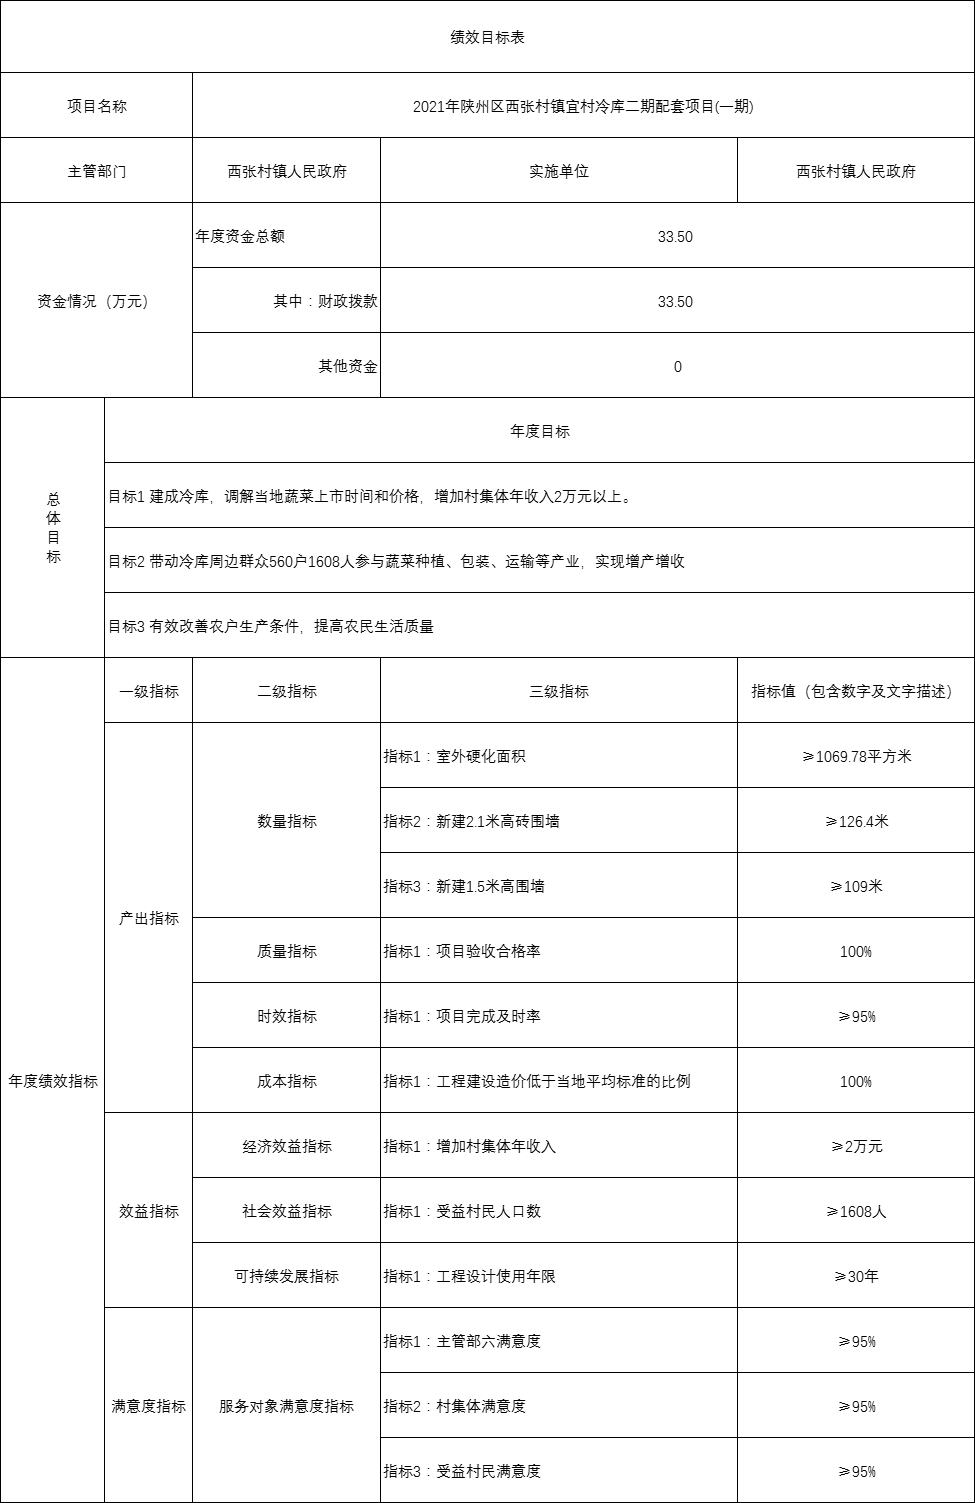 绩效目标表
项目名称 2021年陕州区西张村镇宜村冷库二期配套项目(一期)
主管部门 西张村镇人民政府 实施单位 西张村镇人民政府
资金情况（万元） 年度资金总额 33.50
其中：财政拨款 33.50
其他资金 0
总体目标 年度目标
目标1 建成冷库，调解当地蔬菜上市时间和价格，增加村集体年收入2万元以上。
目标2 带动冷库周边群众560户1608人参与蔬菜种植、包装、运输等产业，实现增产增收
目标3 有效改善农户生产条件，提高农民生活质量
年度绩效指标 一级指标 二级指标 三级指标 指标值（包含数字及文字描述）
产出指标 数量指标 指标1：室外硬化面积 ≥1069.78平方米
指标2：新建2.1米高砖围墙 ≥126.4米
指标3：新建1.5米高围墙 ≥109米
质量指标 指标1：项目验收合格率 100%
时效指标 指标1：项目完成及时率 ≥95%
成本指标 指标1：工程建设造价低于当地平均标准的比例 100%
效益指标 经济效益指标 指标1：增加村集体年收入 ≥2万元
社会效益指标 指标1：受益村民人口数 ≥1608人
可持续发展指标 指标1：工程设计使用年限 ≥30年
满意度指标 服务对象满意度指标 指标1：主管部六满意度 ≥95%
指标2：村集体满意度 ≥95%
指标3：受益村民满意度 ≥95%